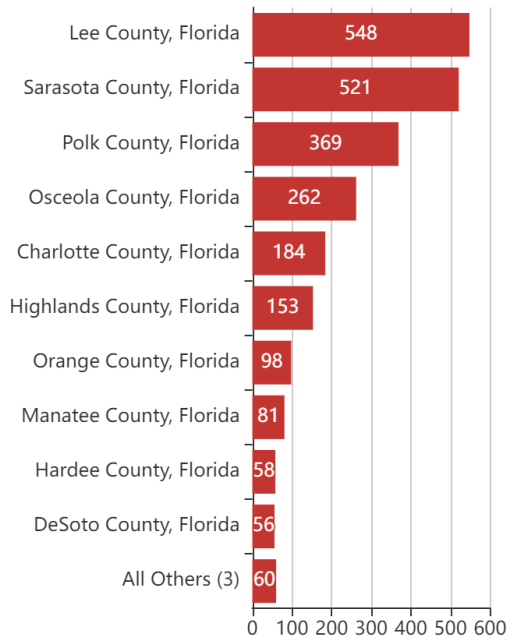 Lee County, Florida 548
Sarasota County, Florida 521
Polk County, Florida 369
Osceola County, Florida 262
Charlotte County, Florida 184
Highlands County, Florida 153
Orange County, Florida 98
Manatee County, Florida 81
Hardee County, Florida 58
DeSoto County, Florida 56
All Others (3) 60
0 100 200 300 400 500 600